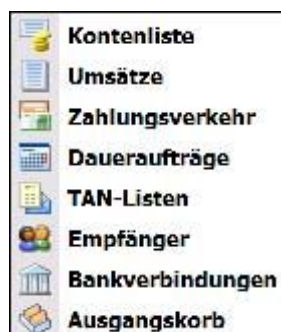 Kontenliste
Umsätze
Zahlungsverkehr
Daueraufträge
TAN-Listen
Empfänger
Bankverbindungen
Ausgangskorb